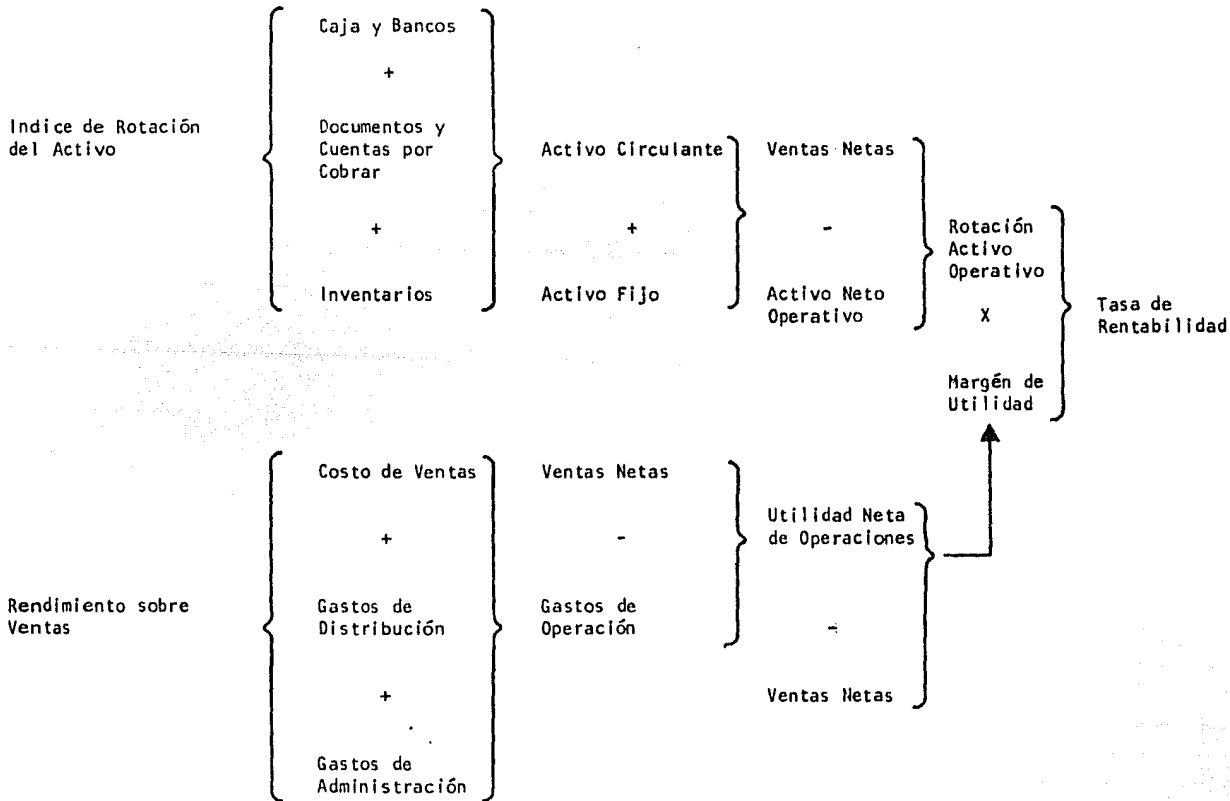 Indice de Rotación
del Activo
Caja y Bancos
+
Documentos y
Cuentas por
Cobrar
+
Inventarios
Activo Circulante
+
Activo Fijo
Ventas Netas
-
Activo Neto
Operativo
Rotación
Activo
Operativo
X
Margén de
Utilidad
Tasa de
Rentabilidad
Rendimiento sobre
Ventas
Costo de Ventas
+
Gastos de
Distribución
+
Gastos de
Administración
Ventas Netas
-
Gastos de
Operación
Utilidad Neta
de Operaciones
-
Ventas Netas